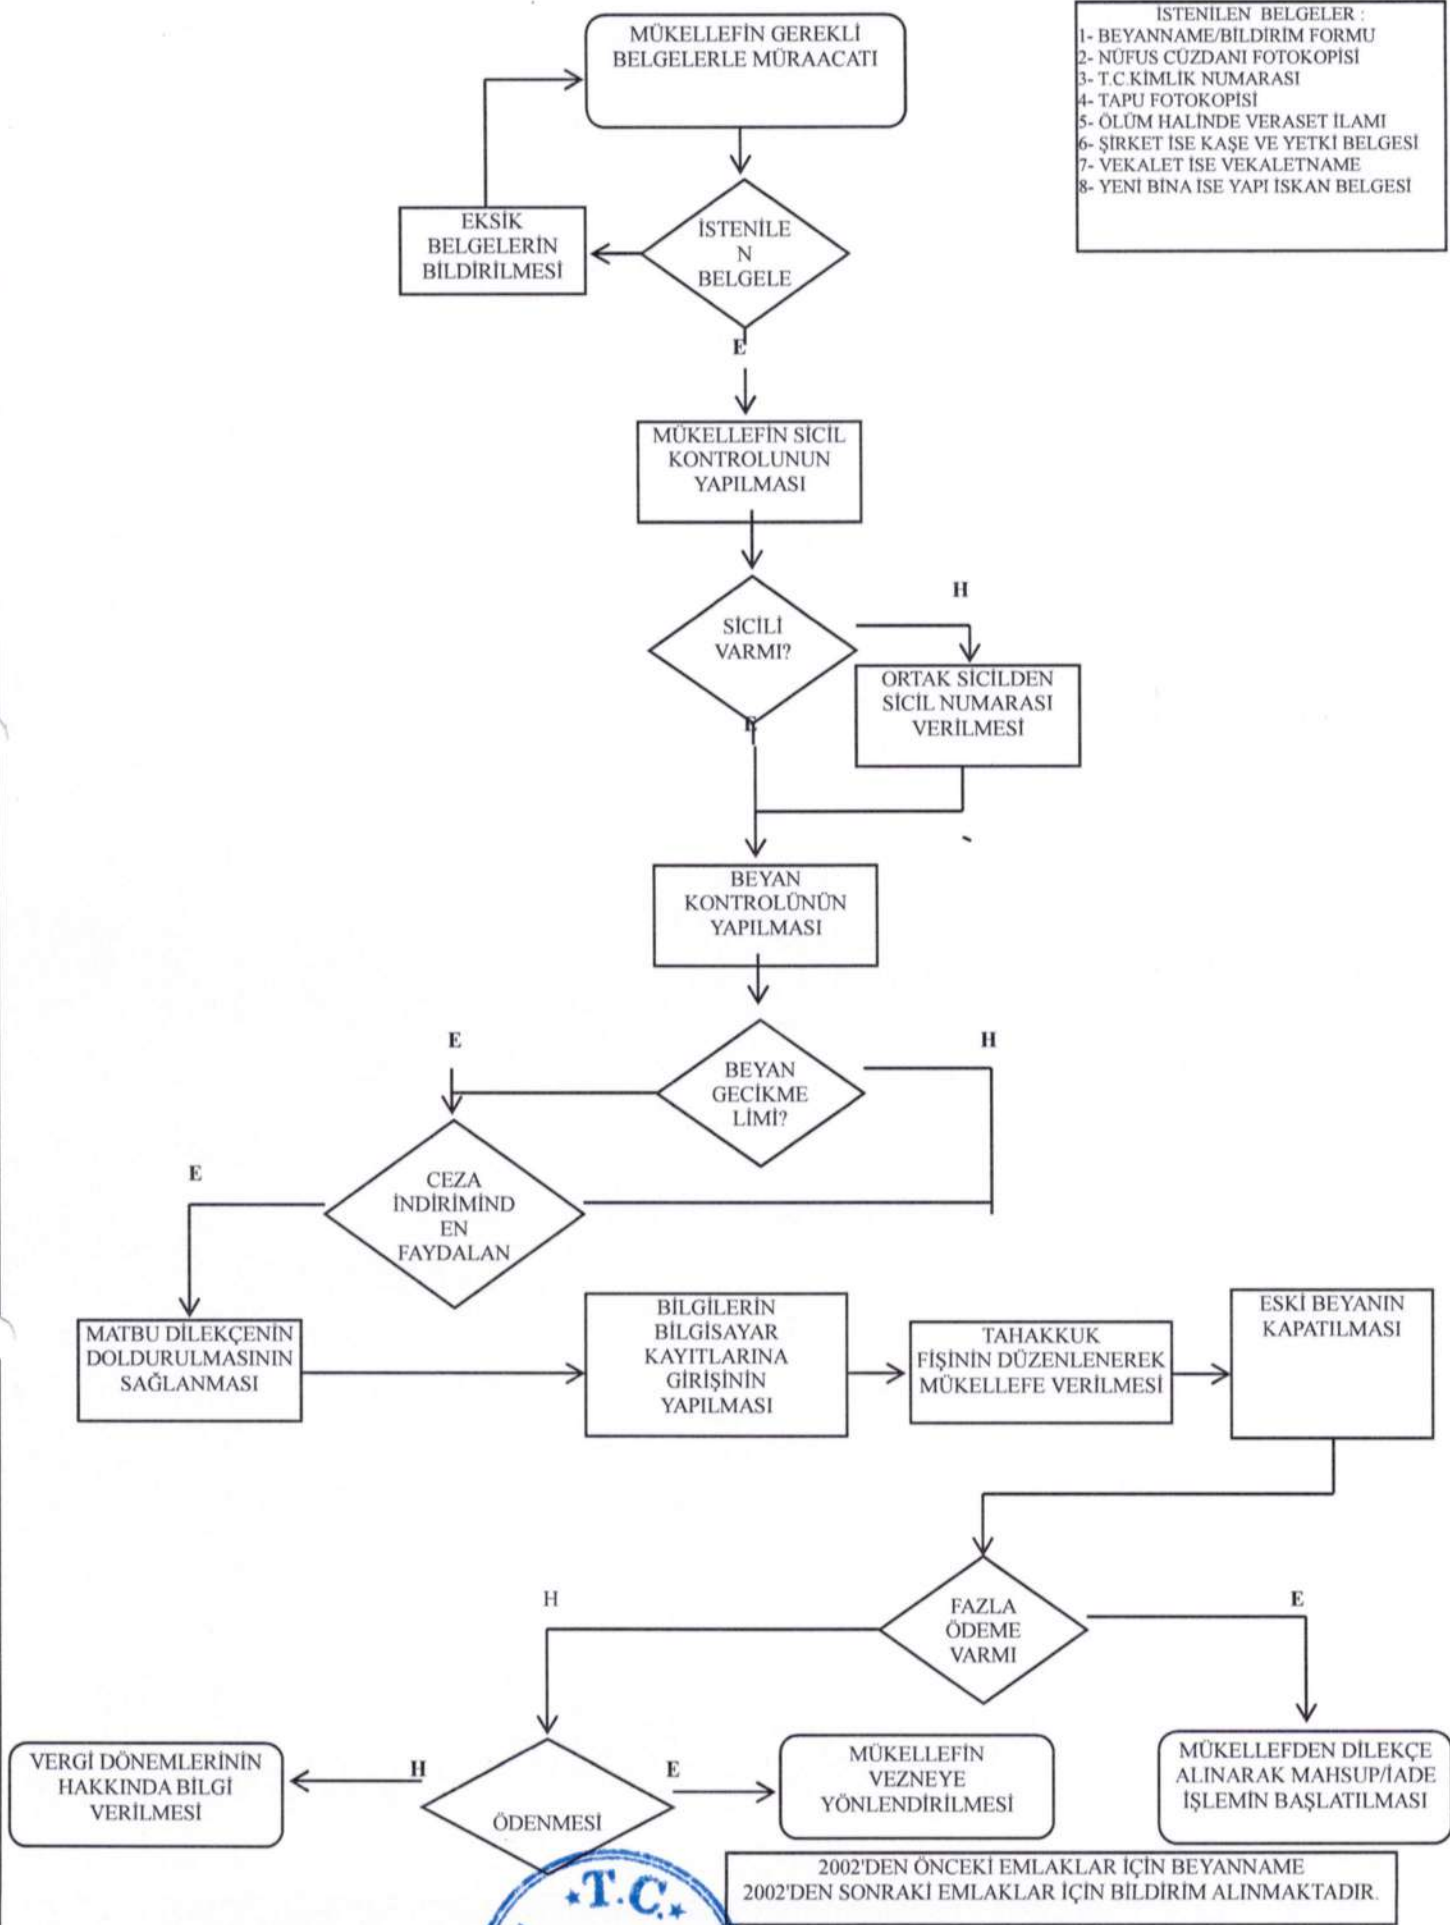 MÜKELLEFİN GEREKLİ
BELGELERLE MÜRAACATI
İSTENİLEN BELGELER :
1- BEYANNAME/BİLDİRİM FORMU
2- NÜFUS CÜZDANI FOTOKOPİSİ
3- T.C.KİMLİK NUMARASI
4- TAPU FOTOKOPİSİ
5- ÖLÜM HALİNDE VERASET İLAMI
6- ŞİRKET İSE KAŞE VE YETKİ BELGESİ
7- VEKALET İSE VEKALETNAME
8- YENİ BİNA İSE YAPI İSKAN BELGESİ
EKSİK
BELGELERİN
BİLDİRİLMESİ
İSTENİLE
N
BELGELE
E
MÜKELLEFİN SİCİL
KONTROLUNUN
YAPILMASI
SİCİLİ
VARMI?
H
ORTAK SİCİLDEN
SİCİL NUMARASI
VERİLMESİ
E
BEYAN
KONTROLÜNÜN
YAPILMASI
E
BEYAN
GECİKME
LİMİ?
H
E
CEZA
İNDİRİMİND
EN
FAYDALAN
MATBU DİLEKÇENİN
DOLDURULMASININ
SAĞLANMASI
BİLGİLERİN
BİLGİSAYAR
KAYITLARINA
GİRİŞİNİN
YAPILMASI
TAHAKKUK
FİŞİNİN DÜZENLENEREK
MÜKELLEFE VERİLMESİ
ESKİ BEYANIN
KAPATILMASI
H
FAZLA
ÖDEME
VARMI
E
VERGİ DÖNEMLERİNİN
HAKKINDA BİLGİ
VERİLMESİ
H
ÖDENMESİ
E
MÜKELLEFİN
VEZNEYE
YÖNLENDİRİLMESİ
MÜKELLEFDEN DİLEKÇE
ALINARAK MAHSUP/İADE
İŞLEMİN BAŞLATILMASI
T.C.
2002'DEN ÖNCEKİ EMLAKLAR İÇİN BEYANNAME
2002'DEN SONRAKİ EMLAKLAR İÇİN BİLDİRİM ALINMAKTADIR.